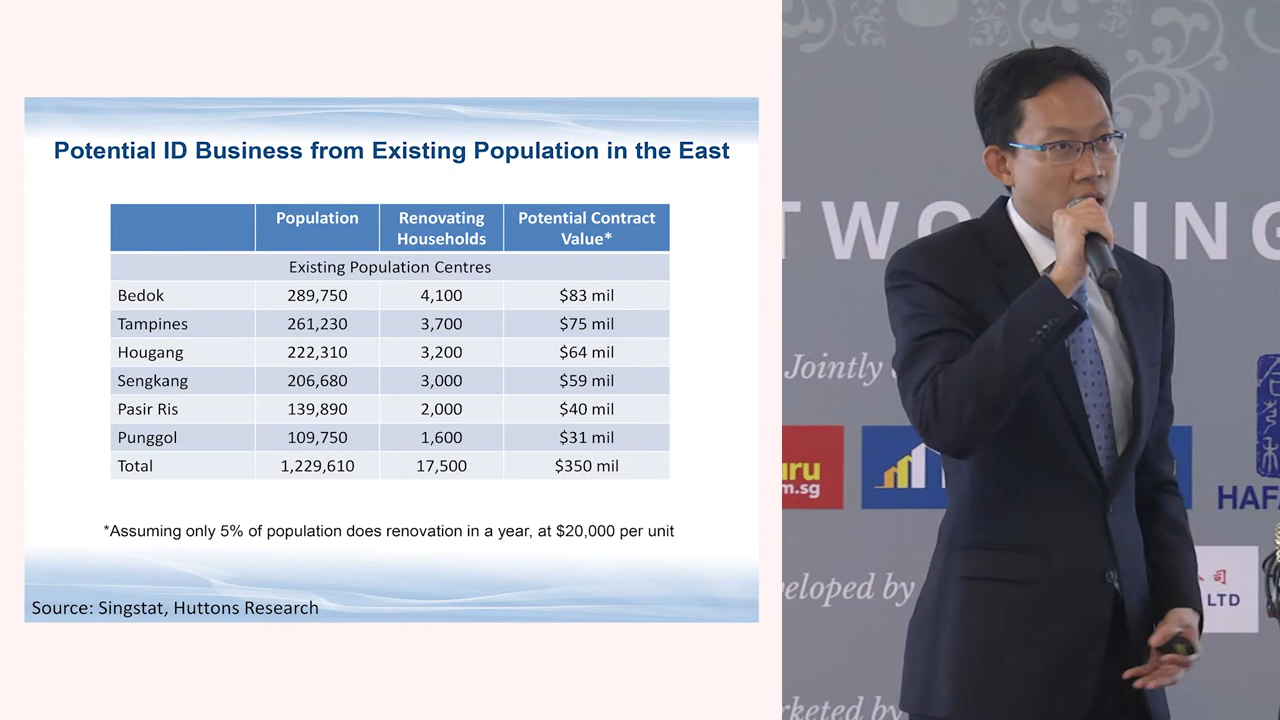 Potential ID Business from Existing Population in the East
Population Renovating Households Potential Contract Value*
Existing Population Centres
Bedok 289,750 4,100 $83 mil
Tampines 261,230 3,700 $75 mil
Hougang 222,310 3,200 $64 mil
Sengkang 206,680 3,000 $59 mil
Pasir Ris 139,890 2,000 $40 mil
Punggol 109,750 1,600 $31 mil
Total 1,229,610 17,500 $350 mil
*Assuming only 5% of population does renovation in a year, at $20,000 per unit
Source: Singstat, Huttons Research
TWO ING
Jointly
uru
m.sg
HAFA
eloped by
公司
LTD
rketed by